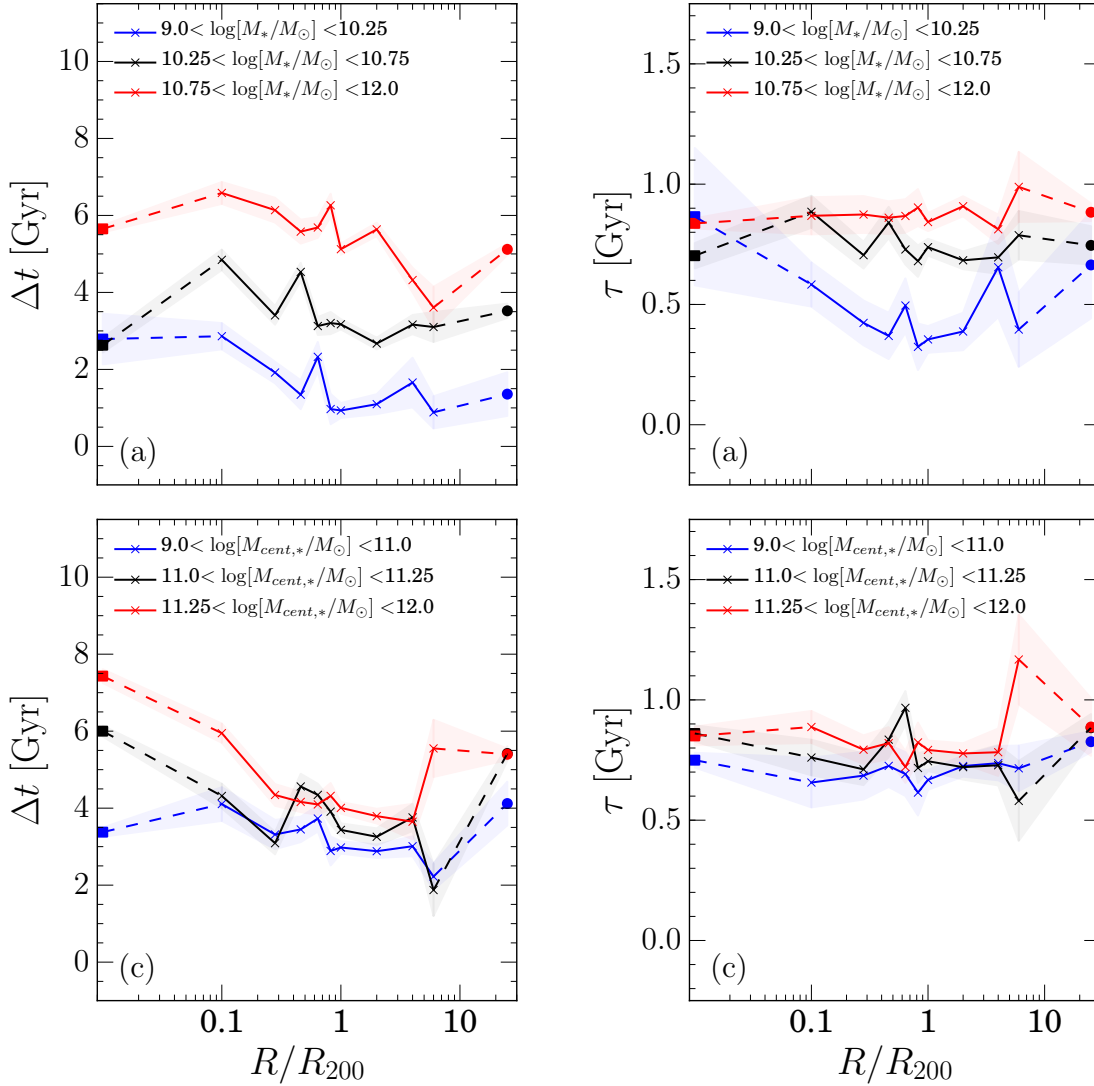 9.0< log[M∗/M⊙] <10.25
10.25< log[M∗/M⊙] <10.75
10.75< log[M∗/M⊙] <12.0
10
8
6
4
2
0
Δt [Gyr]
(a)
9.0< log[M∗/M⊙] <10.25
10.25< log[M∗/M⊙] <10.75
10.75< log[M∗/M⊙] <12.0
1.5
1.0
0.5
0.0
τ [Gyr]
(a)
9.0< log[Mcent,∗/M⊙] <11.0
11.0< log[Mcent,∗/M⊙] <11.25
11.25< log[Mcent,∗/M⊙] <12.0
10
8
6
4
2
0
Δt [Gyr]
(c)
0.1 1 10
R/R200
9.0< log[Mcent,∗/M⊙] <11.0
11.0< log[Mcent,∗/M⊙] <11.25
11.25< log[Mcent,∗/M⊙] <12.0
1.5
1.0
0.5
0.0
τ [Gyr]
(c)
0.1 1 10
R/R200